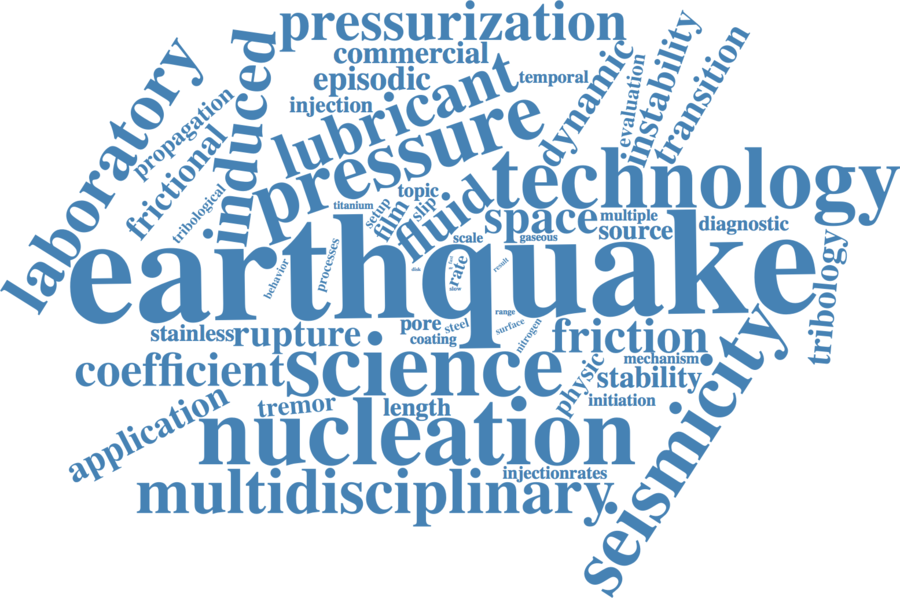 pressurization
commercial
episodic
temporal
injection
laboratory
propagation
frictional
induced
lubricant
pressure
dynamic
evaluation
instability
transition
tribological
titanium
setup
film
topic
slip
fluid
technology
space
multiple
source
diagnostic
earthquake
scale
gaseous
behavior
processes
rate
slow
result
tribology
range
surface
nitrogen
stainless
rupture
pore
steel
coating
friction
coefficient
science
physic
mechanism
stability
initiation
seismicity
application
tremor
length
nucleation
injectionrates
multidisciplinary